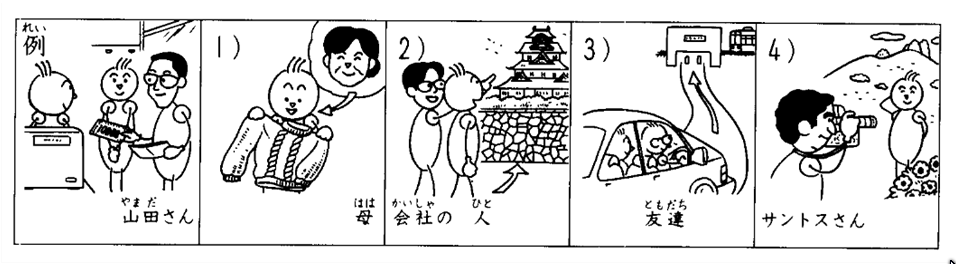 れい
例
やまだ
山田さん
1)
はは
母
2)
かいしゃ ひと
会社の 人
3)
ともだち
友達
4)
サントスさん